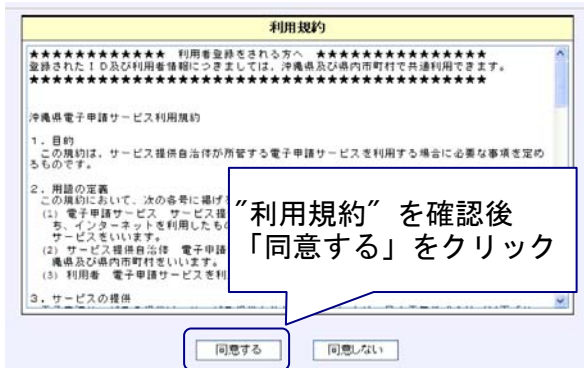 利用規約
★★★★★★★★★★★★ 利用者登録をされる方へ ★★★★★★★★★★★★★★★
登録されたＩＤ及び利用者情報につきましては，沖縄県及び県内市町村で共通利用できます。
★★★★★★★★★★★★★★★★★★★★★★★★★★★★★★★★★★★★★★★★
沖縄県電子申請サービス利用規約
１．目的
この規約は，サービス提供自治体が所管する電子申請サービスを利用する場合に必要な事項を定め
るものです。
２．用語の定義
この規約において，次の各号に掲げ
(1) 電子申請サービス サービス提
ち，インターネットを利用したも
サービスをいいます。
(2) サービス提供自治体 電子申請
縄県及び県内市町村をいいます。
(3) 利用者 電子申請サービスを利
３．サービスの提供
"利用規約" を確認後
「同意する」をクリック
同意する
同意しない